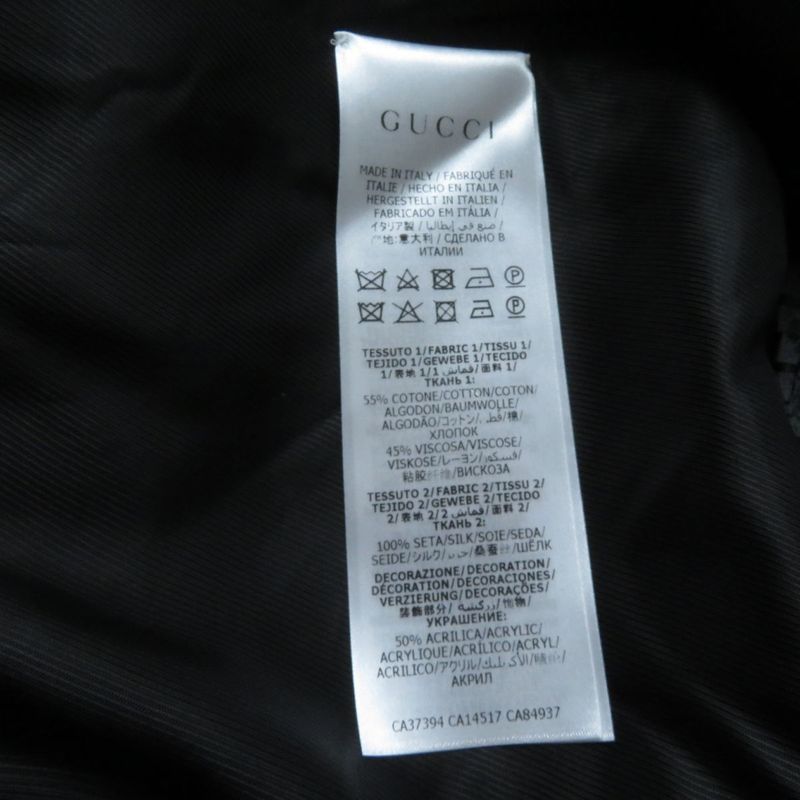 GUCCI
MADE IN ITALY / FABRIQUÉ EN
ITALIE / HECHO EN ITALIA /
HERGESTELLT IN ITALIEN /
FABRICADO EM ITÁLIA /
イタリア製 / صنع في إيطاليا /
地: 意大利 / СДЕЛАНО В
ИТАЛИИ
P
P
TESSUTO 1/FABRIC 1/TISSU 1/
TEJIDO 1/GEWEBE 1/TECIDO
1/表地 1/قماش 1/面料 1/
ТКАНЬ 1:
55% COTONE/COTTON/COTON/
ALGODON/BAUMWOLLE/
ALGODÃO/コットン/قطن/棉/
ХЛОПОК
45% VISCOSA/VISCOSE/
VISKOSE/レーヨン/فسكوز/
粘胶纤维/ВИСКОЗА
TESSUTO 2/FABRIC 2/TISSU 2/
TEJIDO 2/GEWEBE 2/TECIDO
2/表地 2/قماش 2/面料 2/
ТКАНЬ 2:
100% SETA/SILK/SOIE/SEDA/
SEIDE/シルク/حرير/桑蚕丝/ШЁЛК
DECORAZIONE/DECORATION/
DÉCORATION/DECORACIONES/
VERZIERUNG/DECORAÇÕES/
装飾部分/زركشة/饰物/
УКРАШЕНИЕ:
50% ACRILICA/ACRYLIC/
ACRYLIQUE/ACRÍLICO/ACRYL/
ACRÍLICO/アクリル/الأكريليك/腈纶/
АКРИЛ
CA37394 CA14517 CA84937